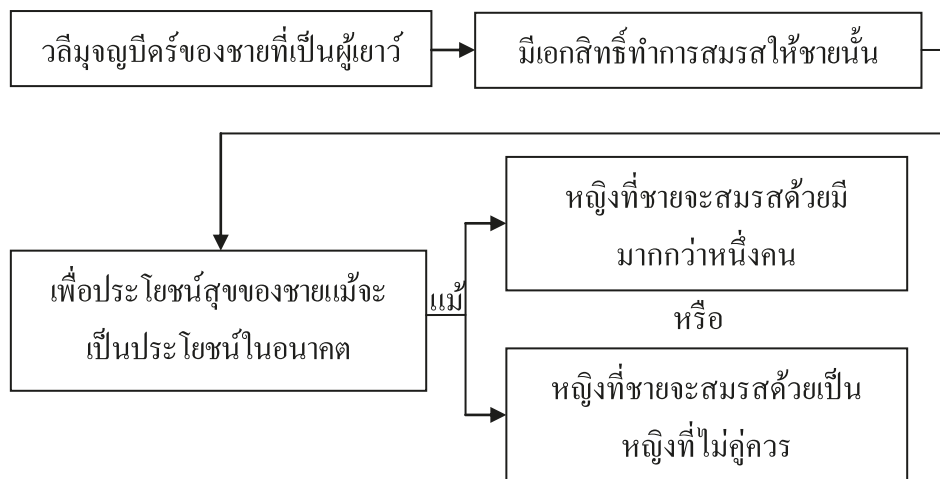 วลีมุจญบีดร์ของชายที่เป็นผู้เยาว์
มีเอกสิทธิ์ทำการสมรสให้ชายนั้น
หญิงที่ชายจะสมรสด้วยมี
มากกว่าหนึ่งคน
เพื่อประโยชน์สุขของชายแม้จะ
เป็นประโยชน์ในอนาคต
แม้
หรือ
หญิงที่ชายจะสมรสด้วยเป็น
หญิงที่ไม่คู่ควร